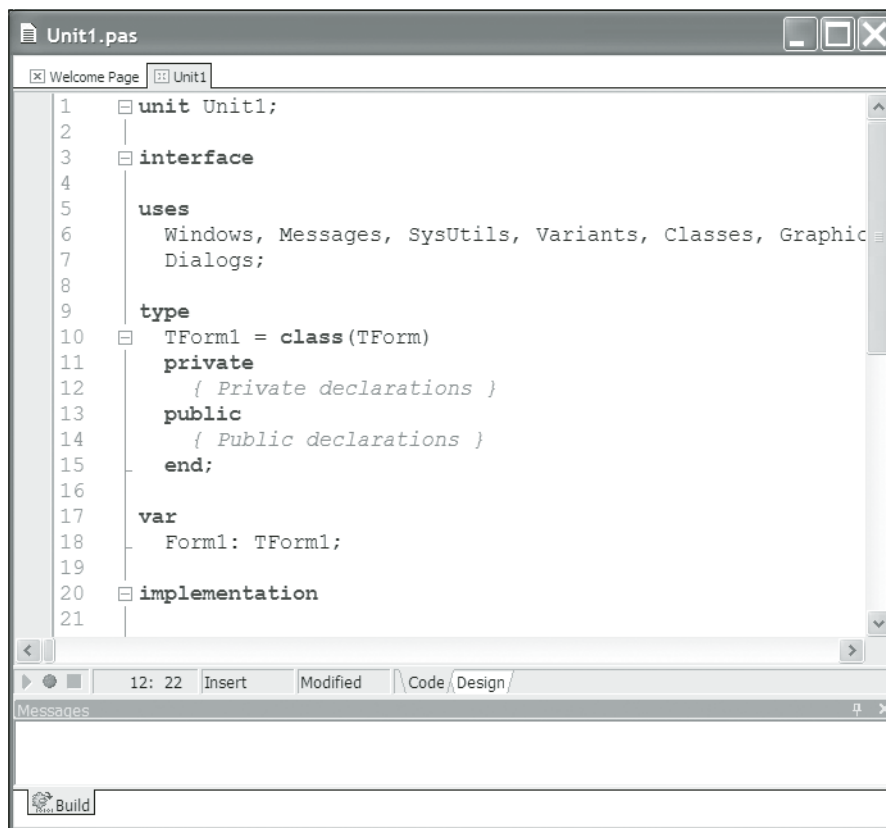 Unit1.pas
Welcome Page Unit1
1 unit Unit1;
2
3 interface
4
5 uses
6 Windows, Messages, SysUtils, Variants, Classes, Graphic
7 Dialogs;
8
9 type
10 TForm1 = class(TForm)
11 private
12 { Private declarations }
13 public
14 { Public declarations }
15 end;
16
17 var
18 Form1: TForm1;
19
20 implementation
21
12: 22 Insert Modified Code Design
Messages
Build